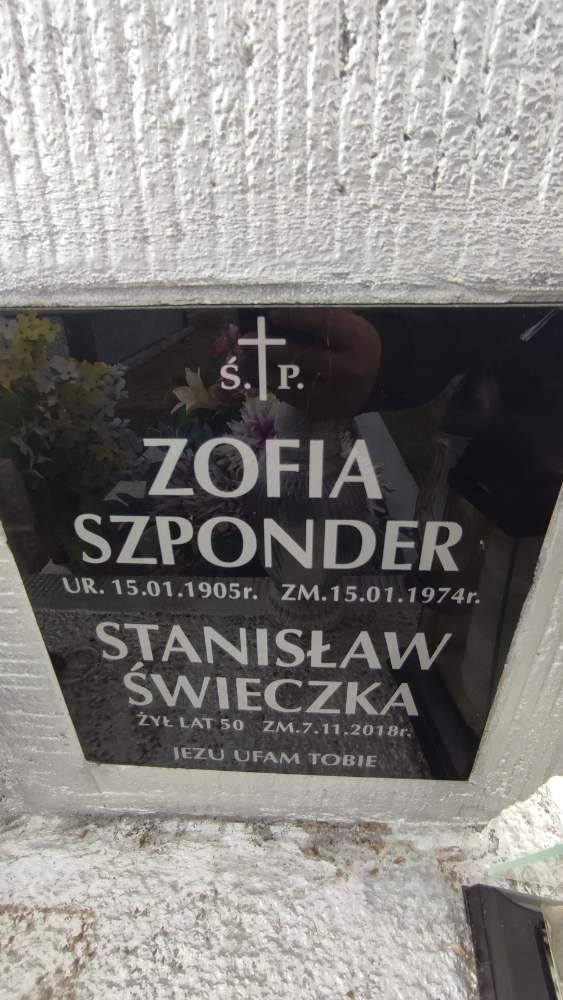 Ś. P.
ZOFIA
SZPONDER
UR. 15.01.1905r. ZM.15.01.1974r.
STANISŁAW
ŚWIECZKA
ŻYŁ LAT 50 ZM.7.11.2018r.
JEZU UFAM TOBIE